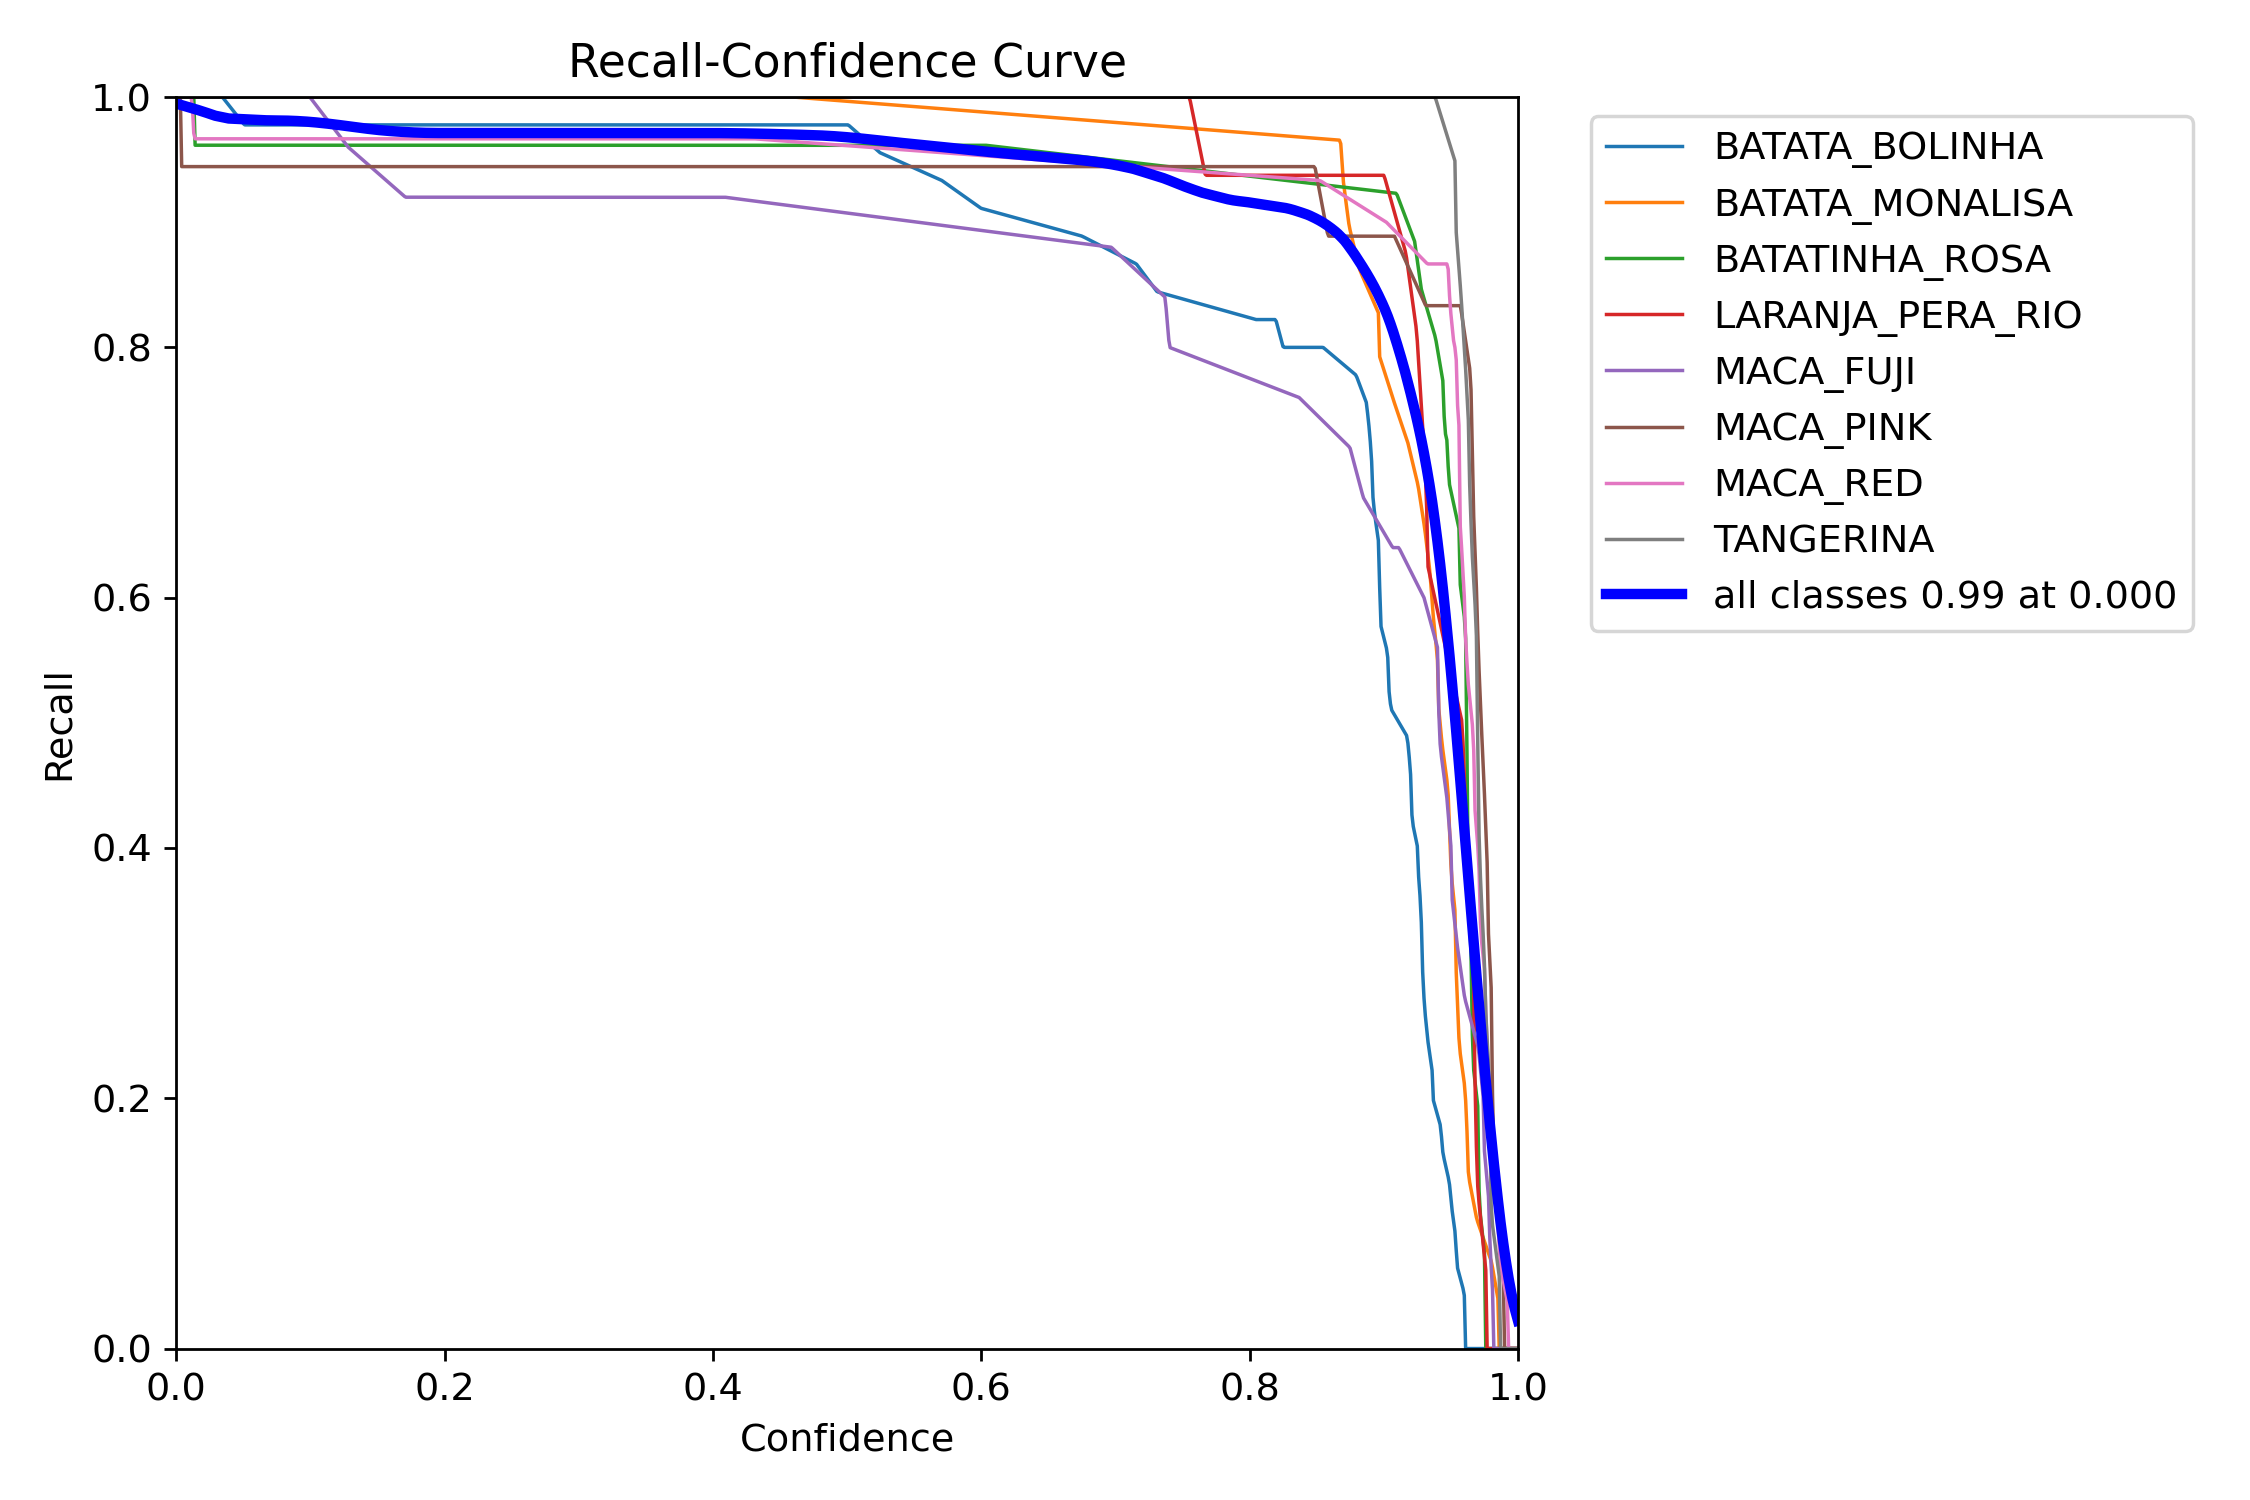 Recall-Confidence Curve
1.0
0.8
0.6
0.4
0.2
0.0
Recall
0.0 0.2 0.4 0.6 0.8 1.0
Confidence
BATATA_BOLINHA
BATATA_MONALISA
BATATINHA_ROSA
LARANJA_PERA_RIO
MACA_FUJI
MACA_PINK
MACA_RED
TANGERINA
all classes 0.99 at 0.000